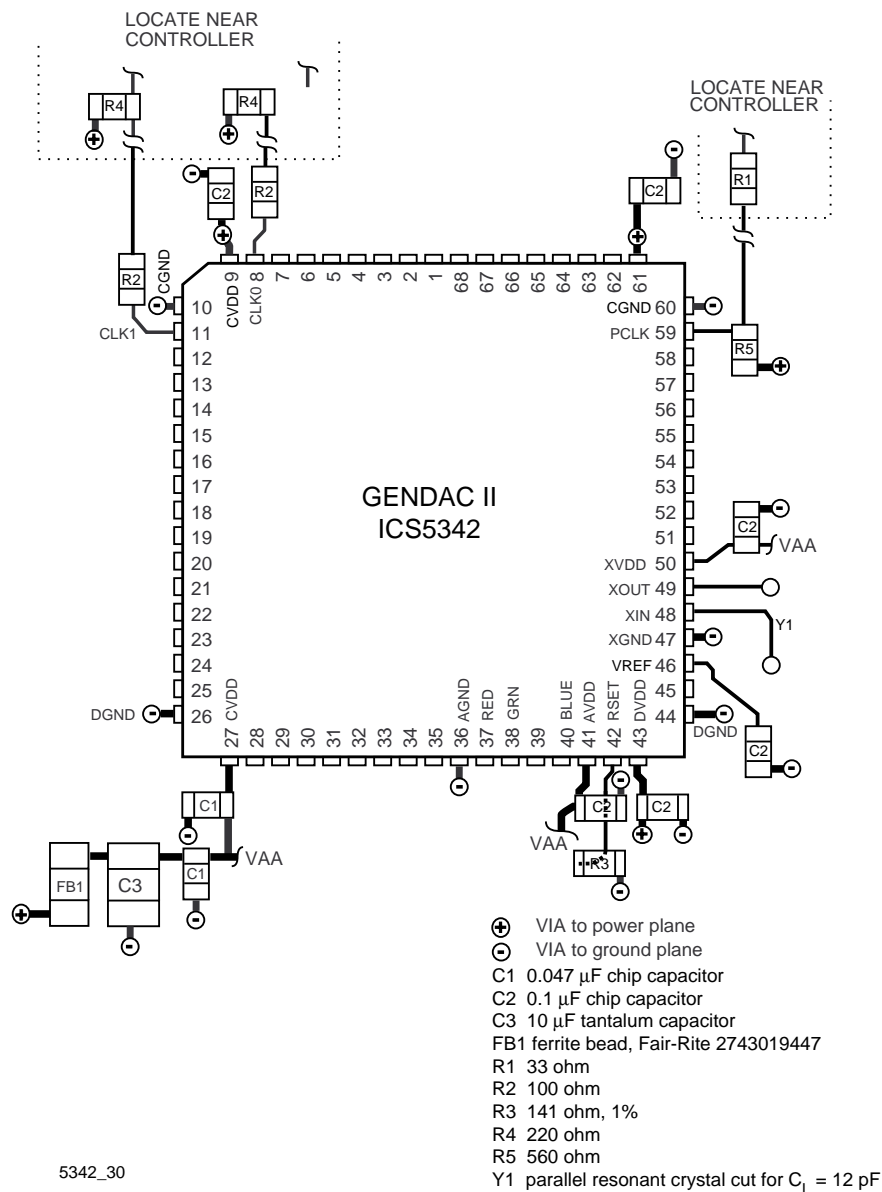 LOCATE NEAR
CONTROLLER
R4
R4
LOCATE NEAR
CONTROLLER
C2
R2
C2
R1
R2
CGND
CVDD 9
CLK0 8
7
6
5
4
3
2
1
68
67
66
65
64
63
62
61
10
CLK1 11
12
13
14
15
16
17
18
19
20
21
22
23
24
25
DGND 26
CGND 60
PCLK 59
R5
58
57
56
55
54
53
52
51
C2
VAA
XVDD 50
XOUT 49
XIN 48
Y1
XGND 47
VREF 46
45
44
DGND
C2
GENDAC II
ICS5342
27 CVDD
28
29
30
31
32
33
34
35
36 AGND
37 RED
38 GRN
39
40 BLUE
41 AVDD
42 RSET
43 DVDD
C1
C2
C2
VAA
R3
FB1
C3
C1
VAA
VIA to power plane
VIA to ground plane
C1 0.047 μF chip capacitor
C2 0.1 μF chip capacitor
C3 10 μF tantalum capacitor
FB1 ferrite bead, Fair-Rite 2743019447
R1 33 ohm
R2 100 ohm
R3 141 ohm, 1%
R4 220 ohm
R5 560 ohm
Y1 parallel resonant crystal cut for CL = 12 pF
5342_30